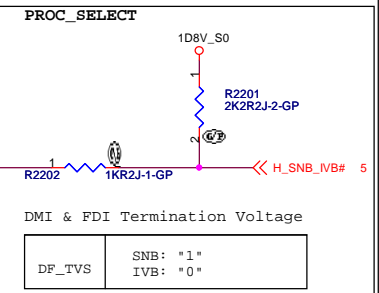 PROC_SELECT
1D8V_S0
1
R2201
2K2R2J-2-GP
2
G/P
1
R2202
1KR2J-1-GP
H_SNB_IVB# 5
DMI & FDI Termination Voltage
DF_TVS
SNB: "1"
IVB: "0"